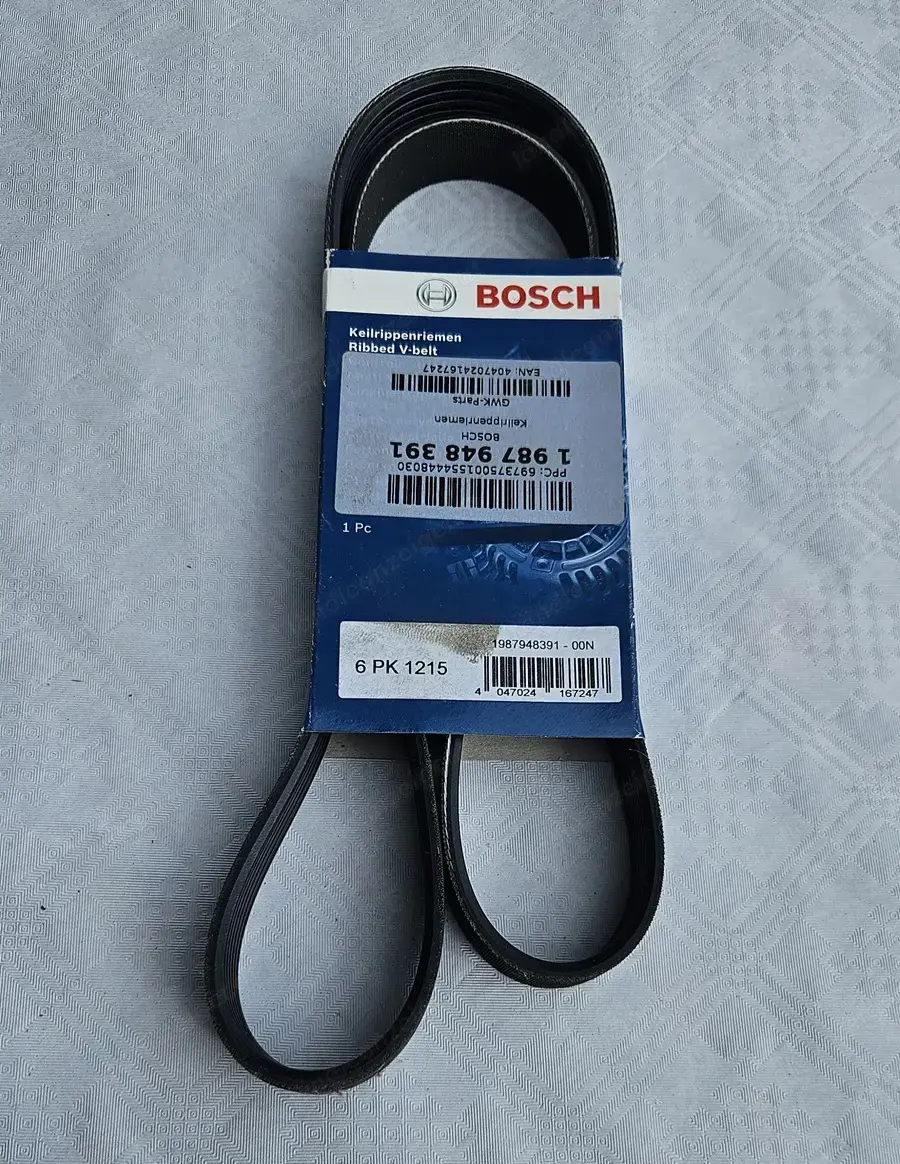 BOSCH
Keilrippenriemen
Ribbed V-belt
PPC: 6973750015544448030
1 987 948 391
BOSCH
Keilrippenriemen
GWK-Parts
EAN: 4047024167247
1 Pc
1987948391 - 00N
6 PK 1215
4 047024 167247